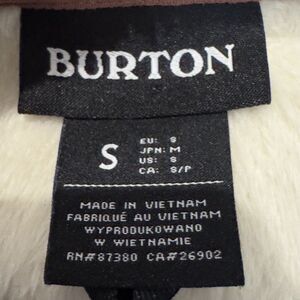 BURTON
S
EU: S
JPN: M
US: S
CA: S/P
MADE IN VIETNAM
FABRIQUÉ AU VIETNAM
WYPRODUKOWANO
W WIETNAMIE
RN#87380 CA#26902